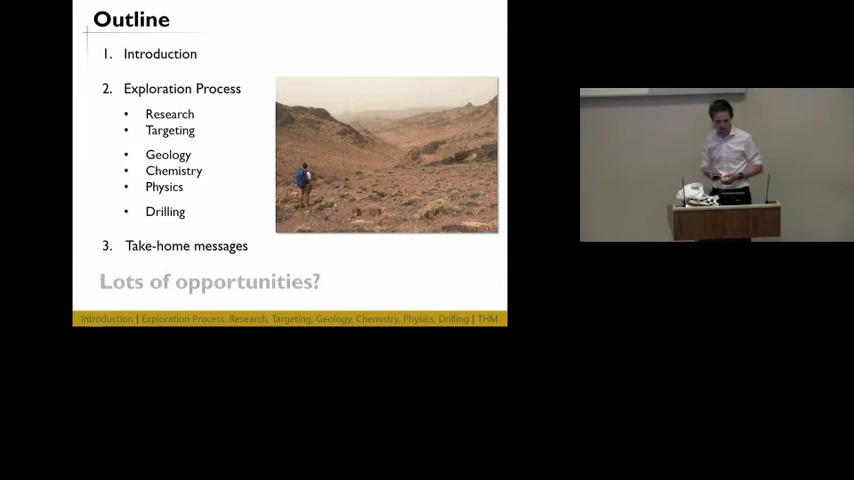 Outline
1. Introduction
2. Exploration Process
• Research
• Targeting
• Geology
• Chemistry
• Physics
• Drilling
3. Take-home messages
Lots of opportunities?
Introduction | Exploration Process: Research, Targeting, Geology, Chemistry, Physics, Drilling | THM